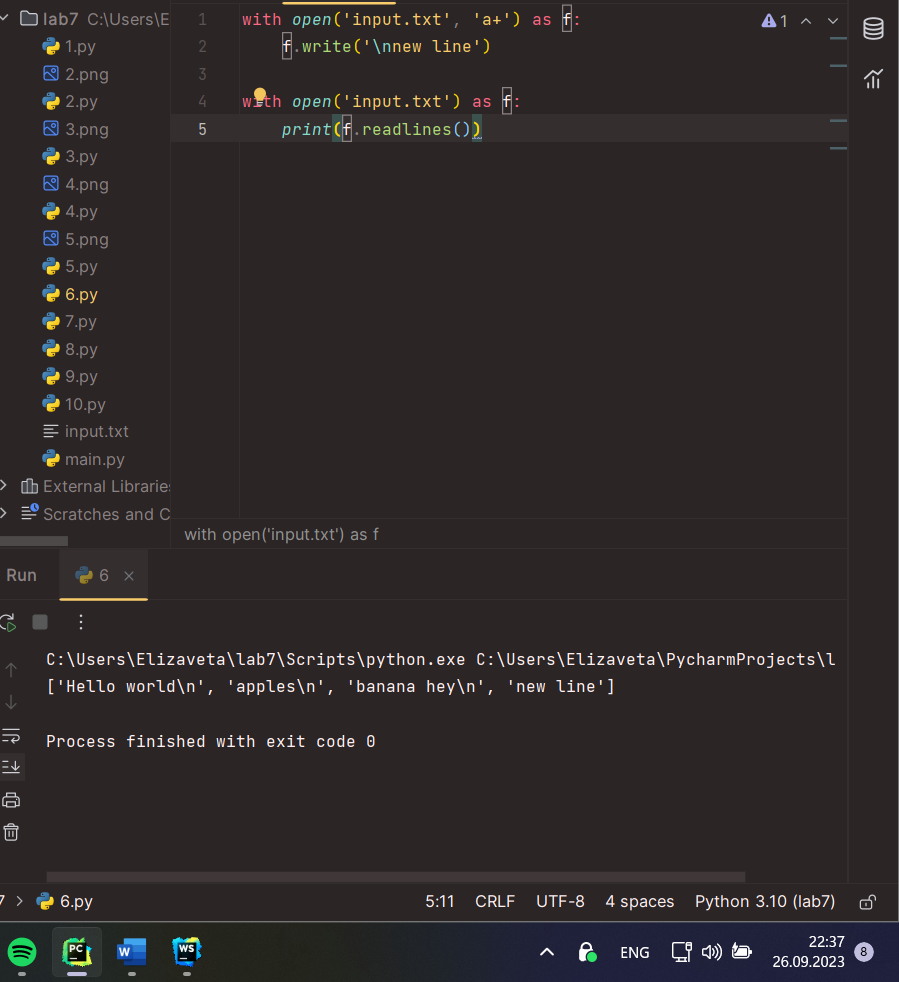 lab7 C:\Users\E
1.py
2.png
2.py
3.png
3.py
4.png
4.py
5.png
5.py
6.py
7.py
8.py
9.py
10.py
input.txt
main.py
External Libraries
Scratches and C
1 with open('input.txt', 'a+') as f:
2 f.write('\nnew line')
3
4 with open('input.txt') as f:
5 print(f.readlines())
1
with open('input.txt') as f
Run 6
C:\Users\Elizaveta\lab7\Scripts\python.exe C:\Users\Elizaveta\PycharmProjects\l
['Hello world\n', 'apples\n', 'banana hey\n', 'new line']
Process finished with exit code 0
7 > 6.py 5:11 CRLF UTF-8 4 spaces Python 3.10 (lab7)
PC W WS ENG 22:37 8
26.09.2023